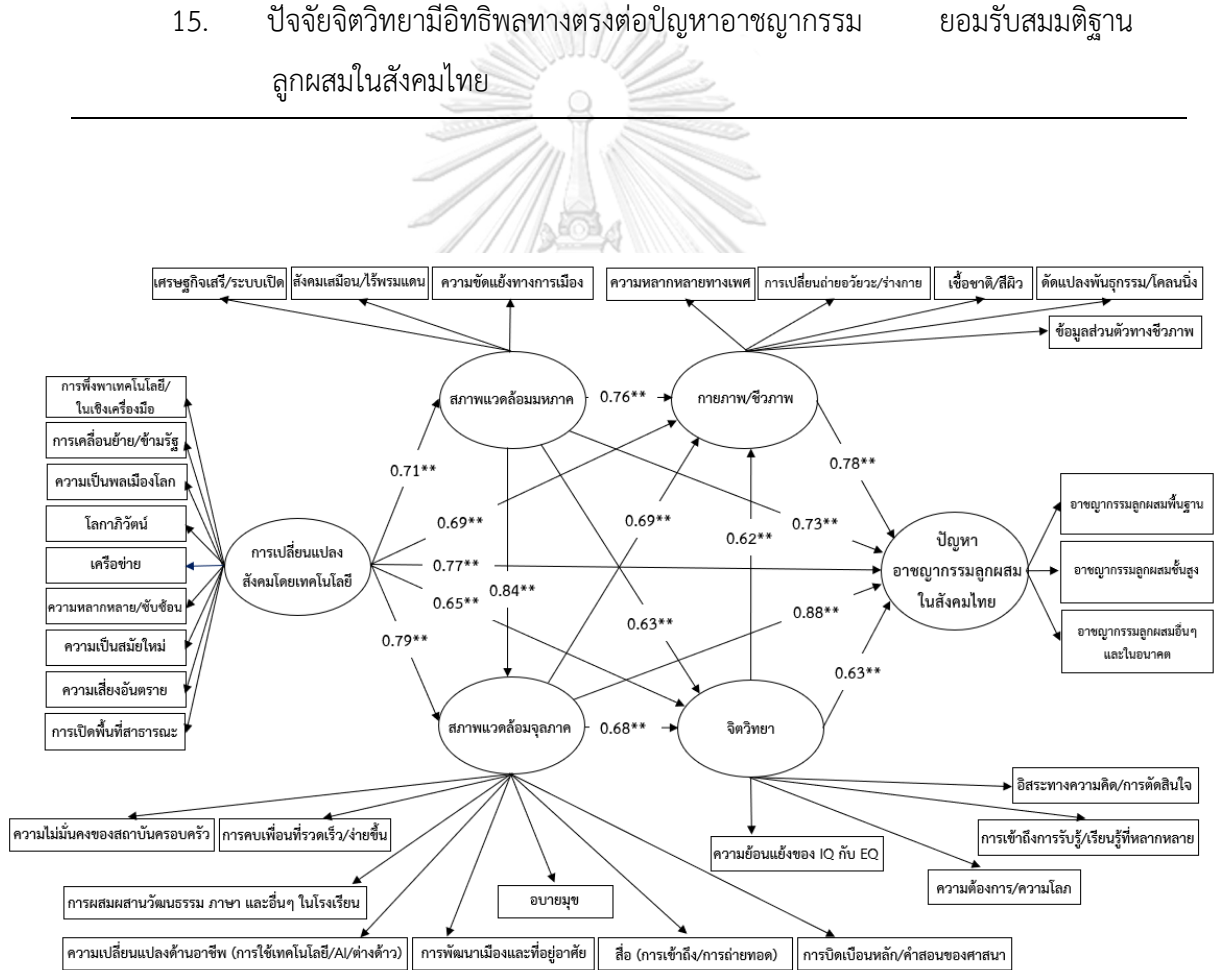 15. ปัจจัยจิตวิทยามีอิทธิพลทางตรงต่อปัญหาอาชญากรรม ยอมรับสมมติฐาน
ลูกผสมในสังคมไทย
เศรษฐกิจเสรี/ระบบเปิด
สังคมเสมือน/ไร้พรมแดน
ความขัดแย้งทางการเมือง
ความหลากหลายทางเพศ
การเปลี่ยนถ่ายอวัยวะ/ร่างกาย
เชื้อชาติ/สีผิว
ดัดแปลงพันธุกรรม/โคลนนิ่ง
ข้อมูลส่วนตัวทางชีวภาพ
การพึ่งพาเทคโนโลยี/
ในเชิงเครื่องมือ
การเคลื่อนย้าย/ข้ามรัฐ
ความเป็นพลเมืองโลก
โลกาภิวัตน์
เครือข่าย
ความหลากหลาย/ซับซ้อน
ความเป็นสมัยใหม่
ความเสี่ยงอันตราย
การเปิดพื้นที่สาธารณะ
การเปลี่ยนแปลง
สังคมโดยเทคโนโลยี
สภาพแวดล้อมมหภาค
0.76**
กายภาพ/ชีวภาพ
0.71**
0.78**
0.69**
0.69**
0.73**
0.62**
0.77**
0.65**
0.84**
0.79**
0.63**
0.88**
0.63**
ปัญหา
อาชญากรรมลูกผสม
ในสังคมไทย
อาชญากรรมลูกผสมพื้นฐาน
อาชญากรรมลูกผสมชั้นสูง
อาชญากรรมลูกผสมอื่นๆ
และในอนาคต
สภาพแวดล้อมจุลภาค
0.68**
จิตวิทยา
อิสระทางความคิด/การตัดสินใจ
ความไม่มั่นคงของสถาบันครอบครัว
การคบเพื่อนที่รวดเร็ว/ง่ายขึ้น
การเข้าถึงการรับรู้/เรียนรู้ที่หลากหลาย
ความย้อนแย้งของ IQ กับ EQ
ความต้องการ/ความโลภ
การผสมผสานวัฒนธรรม ภาษา และอื่นๆ ในโรงเรียน
อบายมุข
ความเปลี่ยนแปลงด้านอาชีพ (การใช้เทคโนโลยี/AI/ต่างด้าว)
การพัฒนาเมืองและที่อยู่อาศัย
สื่อ (การเข้าถึง/การถ่ายทอด)
การบิดเบือนหลัก/คำสอนของศาสนา